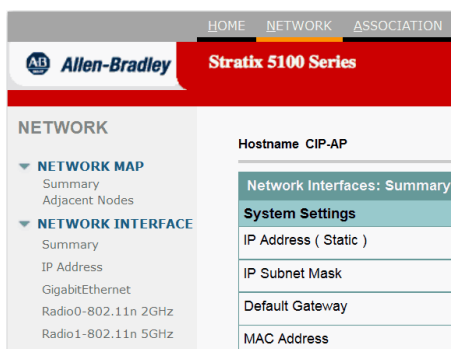 HOME NETWORK ASSOCIATION
AB Allen-Bradley
Stratix 5100 Series
NETWORK
NETWORK MAP
Summary
Adjacent Nodes
NETWORK INTERFACE
Summary
IP Address
GigabitEthernet
Radio0-802.11n 2GHz
Radio1-802.11n 5GHz
Hostname CIP-AP
Network Interfaces: Summary
System Settings
IP Address ( Static )
IP Subnet Mask
Default Gateway
MAC Address